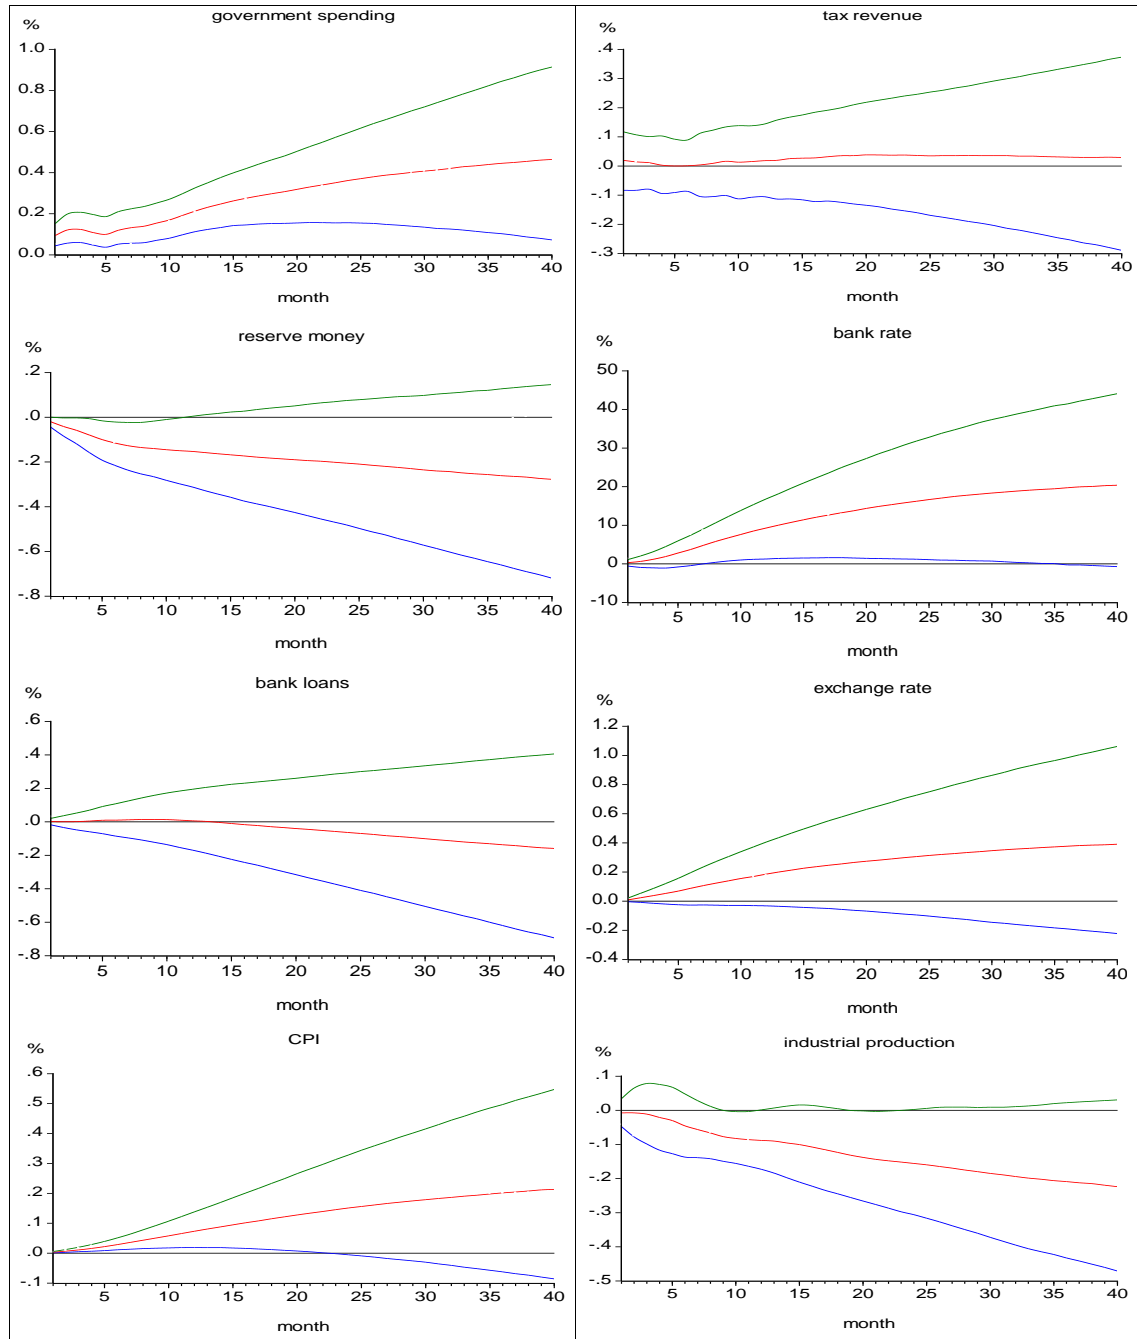 government spending
%
1.0
0.8
0.6
0.4
0.2
0.0
5 10 15 20 25 30 35 40
month
tax revenue
%
.4
.3
.2
.1
.0
-.1
-.2
-.3
5 10 15 20 25 30 35 40
month
reserve money
%
.2
.0
-.2
-.4
-.6
-.8
5 10 15 20 25 30 35 40
month
bank rate
%
50
40
30
20
10
0
-10
5 10 15 20 25 30 35 40
month
bank loans
%
.6
.4
.2
.0
-.2
-.4
-.6
-.8
5 10 15 20 25 30 35 40
month
exchange rate
%
1.2
1.0
0.8
0.6
0.4
0.2
0.0
-0.2
-0.4
5 10 15 20 25 30 35 40
month
CPI
%
.6
.5
.4
.3
.2
.1
.0
-.1
5 10 15 20 25 30 35 40
month
industrial production
%
.1
.0
-.1
-.2
-.3
-.4
-.5
5 10 15 20 25 30 35 40
month